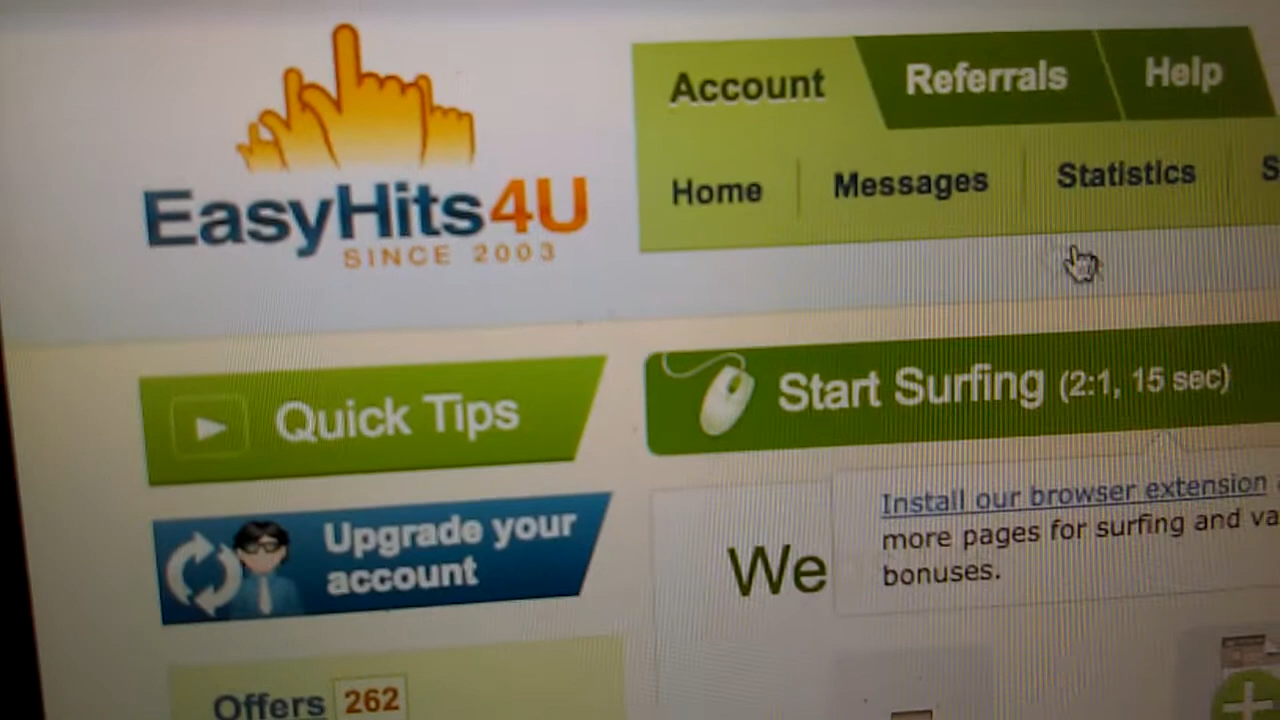 EasyHits4U
SINCE 2003
Account
Referrals
Help
Home
Messages
Statistics
S
Quick Tips
Start Surfing (2:1, 15 sec)
Upgrade your
account
Install our browser extension
more pages for surfing and va
bonuses.
We
Offers 262